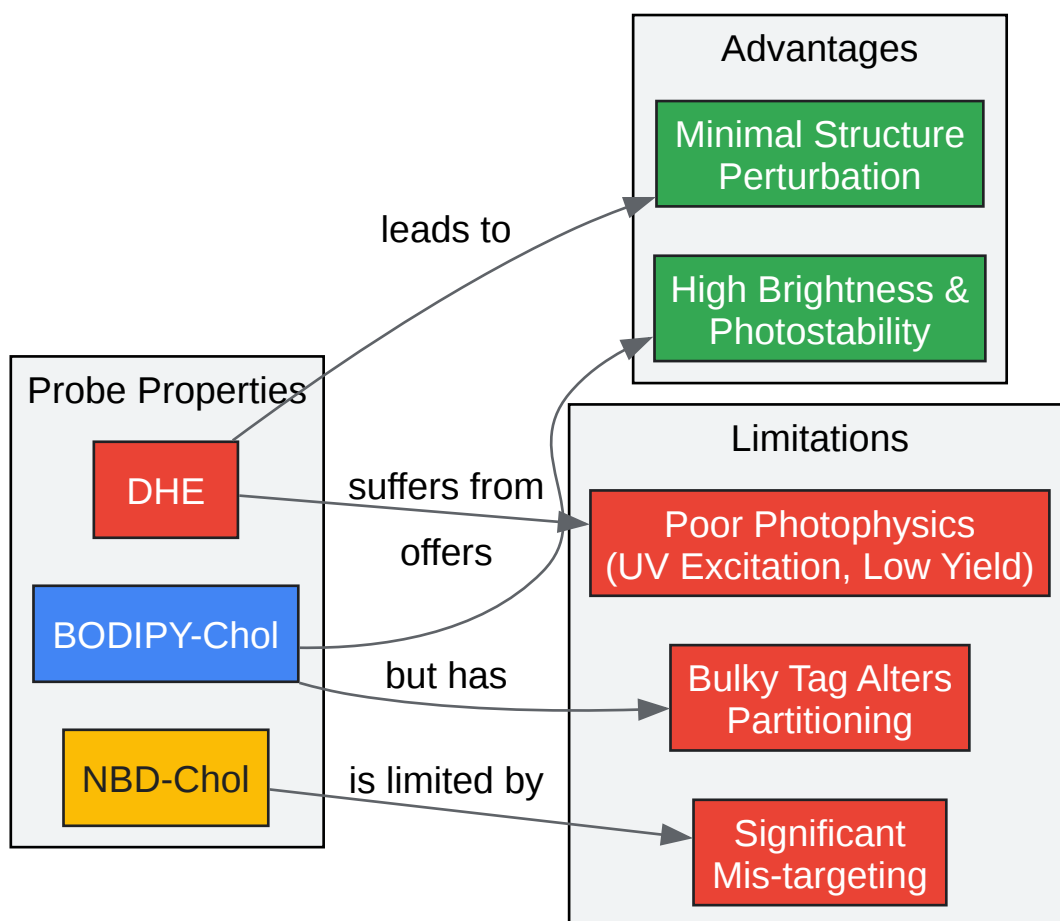 Advantages
Minimal Structure
Perturbation
leads to
High Brightness &
Photostability
Probe Properties
DHE
BODIPY-Chol
NBD-Chol
suffers from
offers
but has
is limited by
Limitations
Poor Photophysics
(UV Excitation, Low Yield)
Bulky Tag Alters
Partitioning
Significant
Mis-targeting